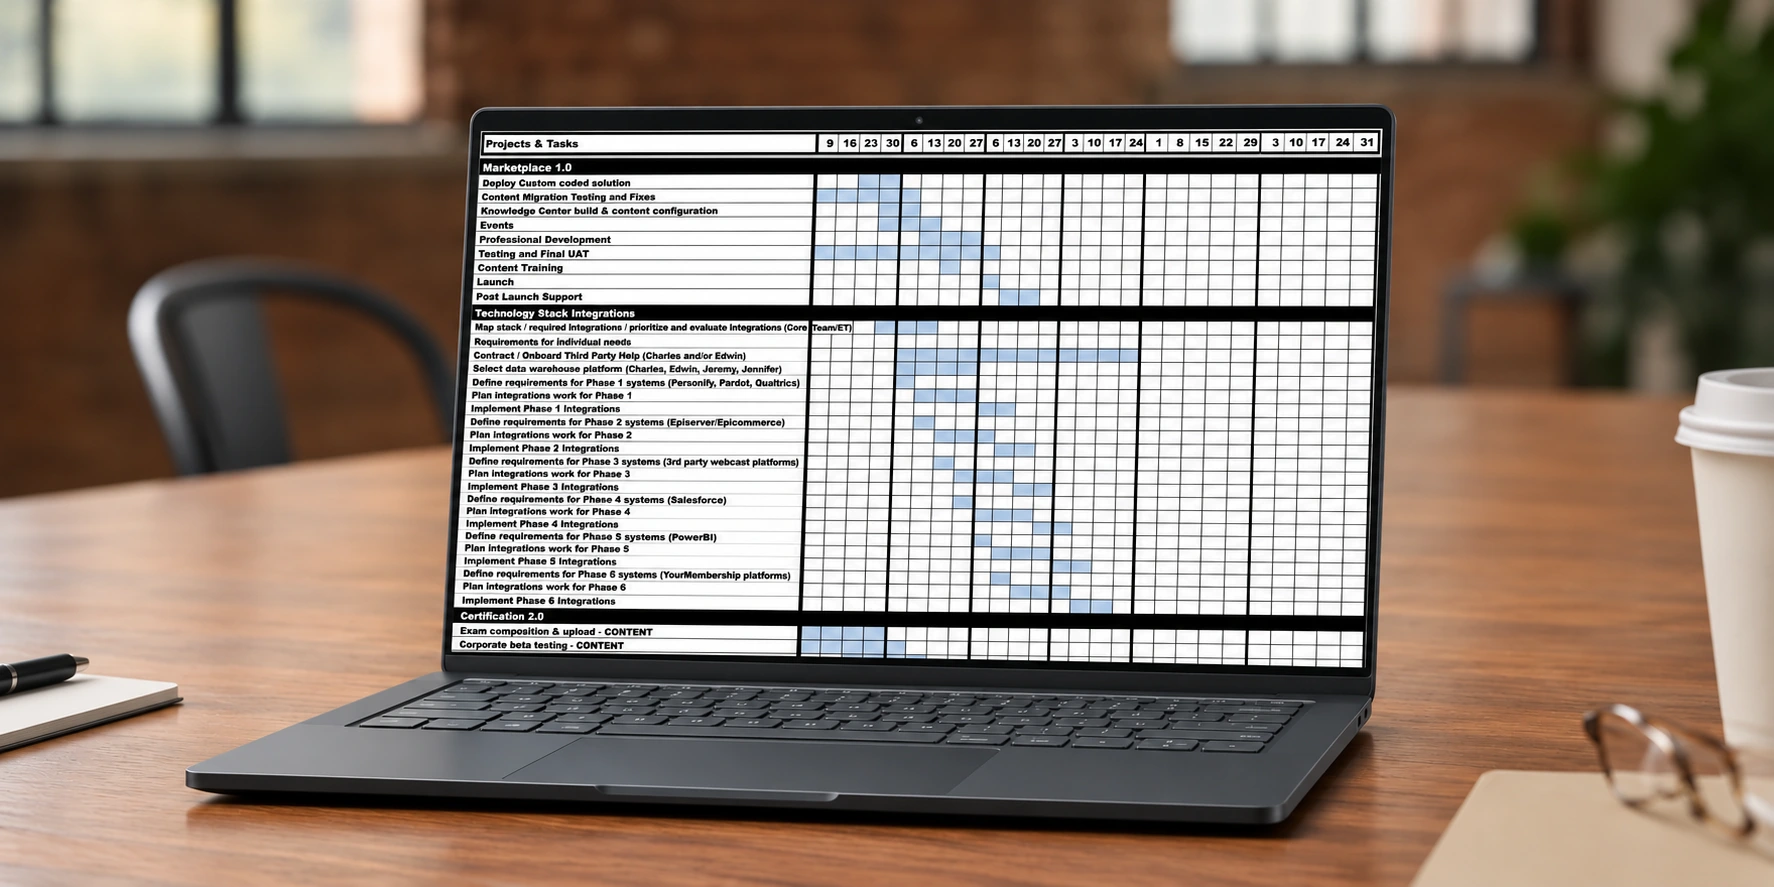 Projects & Tasks 9 16 23 30 6 13 20 27 6 13 20 27 3 10 17 24 1 8 15 22 29 3 10 17 24 31
Marketplace 1.0
Deploy Custom coded solution
Content Migration Testing and Fixes
Knowledge Center build & content configuration
Events
Professional Development
Testing and Final UAT
Content Training
Launch
Post Launch Support
Technology Stack Integrations
Map stack / required integrations / prioritize and evaluate integrations (Core Team/ET)
Requirements for individual needs
Contract / Onboard Third Party Help (Charles and/or Edwin)
Select data warehouse platform (Charles, Edwin, Jeremy, Jennifer)
Define requirements for Phase 1 systems (Personify, Pardot, Qualtrics)
Plan integrations work for Phase 1
Implement Phase 1 Integrations
Define requirements for Phase 2 systems (Episerver/Epicommerce)
Plan integrations work for Phase 2
Implement Phase 2 Integrations
Define requirements for Phase 3 systems (3rd party webcast platforms)
Plan integrations work for Phase 3
Implement Phase 3 Integrations
Define requirements for Phase 4 systems (Salesforce)
Plan integrations work for Phase 4
Implement Phase 4 Integrations
Define requirements for Phase 5 systems (PowerBI)
Plan integrations work for Phase 5
Implement Phase 5 Integrations
Define requirements for Phase 6 systems (YourMembership platforms)
Plan integrations work for Phase 6
Implement Phase 6 Integrations
Certification 2.0
Exam composition & upload - CONTENT
Corporate beta testing - CONTENT